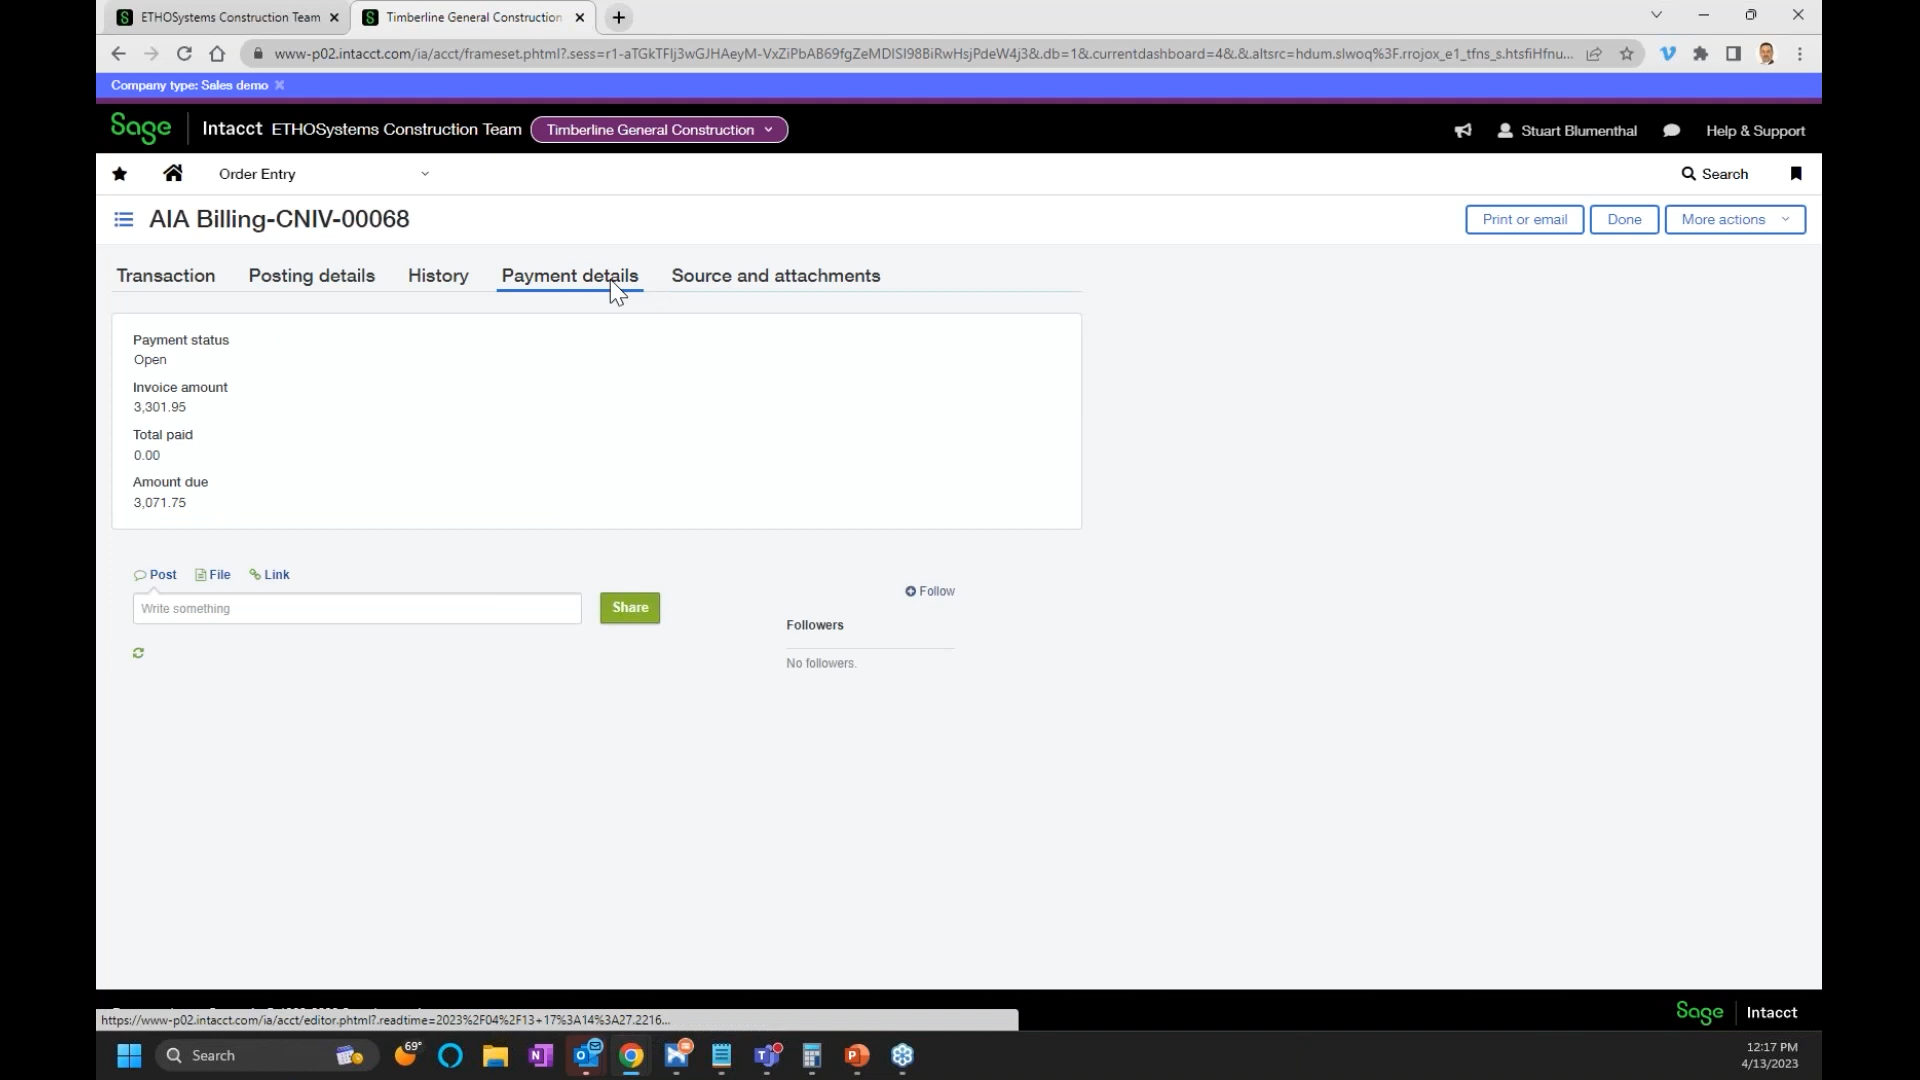 ETHOSystems Construction Team
Timberline General Construction
www-p02.intacct.com/ia/acct/frameset.phtml?.sess=r1-aTGkTFlj3wGJHAeyM-VxZiPbAB69fgZeMDISI98BiRwHsjPdeW4j3&.db=1&.currentdashboard=4&.&.altsrc=hdum.slwoq%3F.rrojox_e1_tfns_s.htsfiHfnu...
Company type: Sales demo
Sage Intacct ETHOSystems Construction Team Timberline General Construction Stuart Blumenthal Help & Support
Order Entry Search
AIA Billing-CNIV-00068 Print or email Done More actions
Transaction Posting details History Payment details Source and attachments
Payment status
Open
Invoice amount
3,301.95
Total paid
0.00
Amount due
3,071.75
Post File Link
Follow
Write something Share
Followers
No followers.
Sage Intacct
https://www-p02.intacct.com/ia/acct/editor.phtml?.readtime=2023%2F04%2F13+17%3A14%3A27.2216...
Search 69° 12:17 PM
4/13/2023